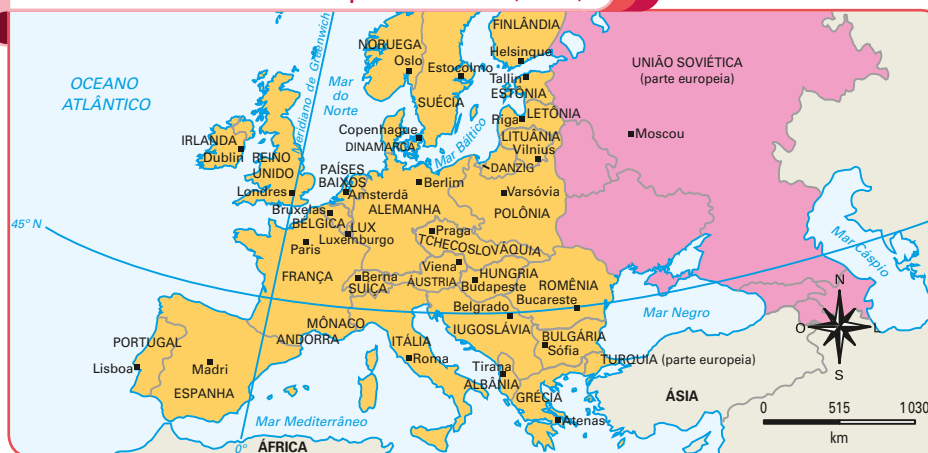 FINLÂNDIA
NORUEGA
Oslo
Helsinque
Estocolmo
UNIÃO SOVIÉTICA
(parte europeia)
OCEANO
ATLÂNTICO
Meridiano de Greenwich
Mar
do
Norte
Tallin
ESTÔNIA
SUÉCIA
Riga
LETÔNIA
Moscou
Copenhague
DINAMARCA
Mar Báltico
LITUÂNIA
Vilnius
IRLANDA
Dublin
REINO
UNIDO
DANZIG
PAÍSES
BAIXOS
Amsterdã
Berlim
Londres
Varsóvia
Bruxelas
BÉLGICA
ALEMANHA
POLÔNIA
45° N
LUX
Luxemburgo
Praga
TCHECOSLOVÁQUIA
Paris
Mar Cáspio
Viena
FRANÇA
Berna
SUÍÇA
ÁUSTRIA
HUNGRIA
Budapeste
ROMÊNIA
Bucareste
Belgrado
Mar Negro
N
O
L
S
MÔNACO
ANDORRA
IUGOSLÁVIA
PORTUGAL
ITÁLIA
BULGÁRIA
Sófia
TURQUIA (parte europeia)
Lisboa
Madri
Roma
Tirana
ALBÂNIA
ESPANHA
GRÉCIA
ÁSIA
Mar Mediterrâneo
Atenas
0°
ÁFRICA
0 515 1 030
km